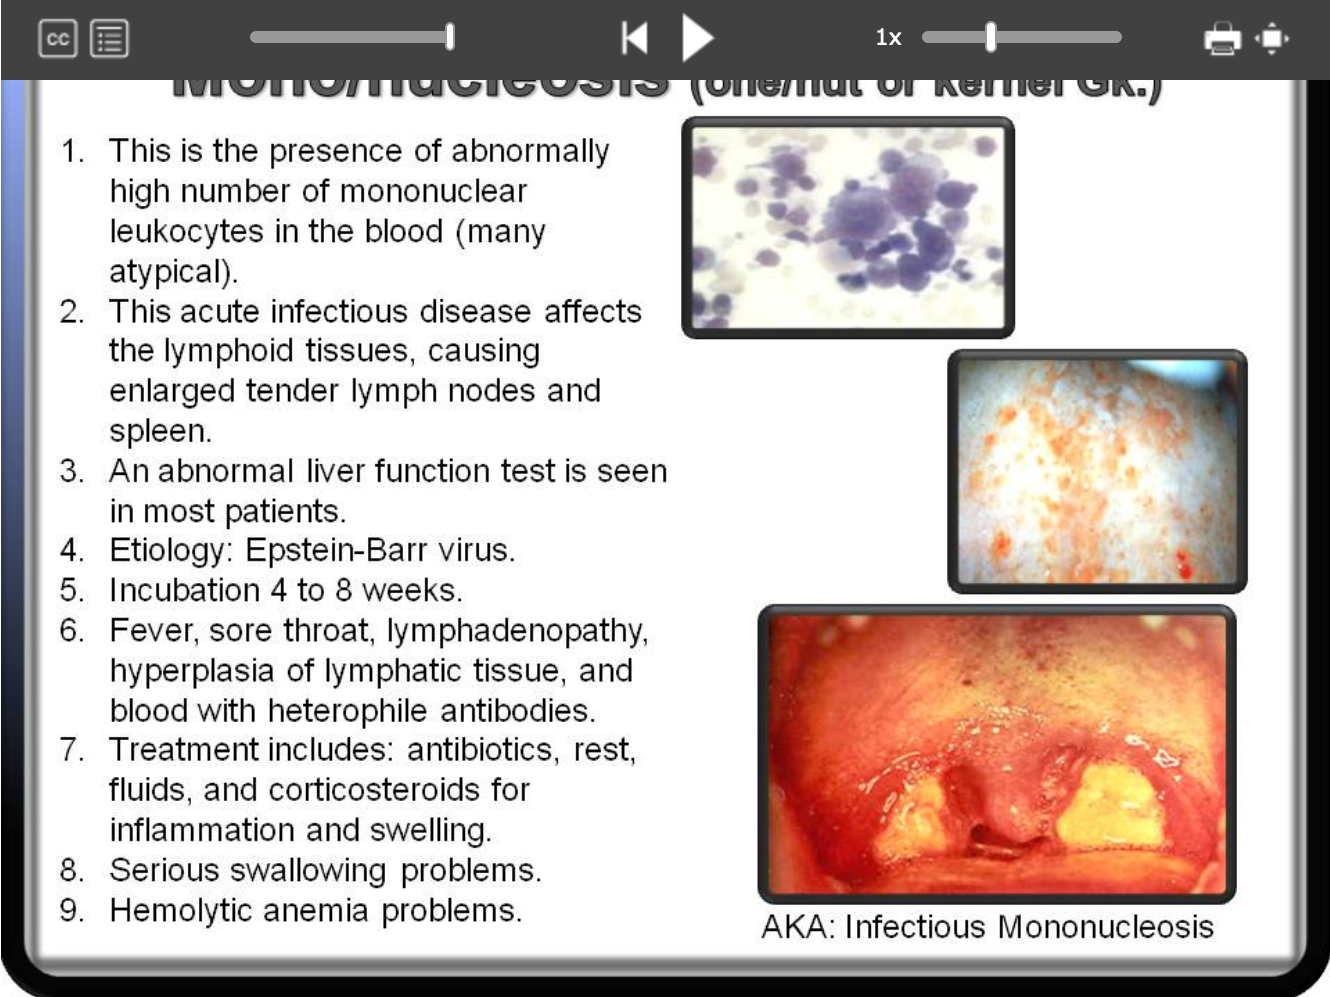 CC
1x
Mono/nucleosis (one/nut or kernel Gk.)
1. This is the presence of abnormally
high number of mononuclear
leukocytes in the blood (many
atypical).
2. This acute infectious disease affects
the lymphoid tissues, causing
enlarged tender lymph nodes and
spleen.
3. An abnormal liver function test is seen
in most patients.
4. Etiology: Epstein-Barr virus.
5. Incubation 4 to 8 weeks.
6. Fever, sore throat, lymphadenopathy,
hyperplasia of lymphatic tissue, and
blood with heterophile antibodies.
7. Treatment includes: antibiotics, rest,
fluids, and corticosteroids for
inflammation and swelling.
8. Serious swallowing problems.
9. Hemolytic anemia problems.
AKA: Infectious Mononucleosis